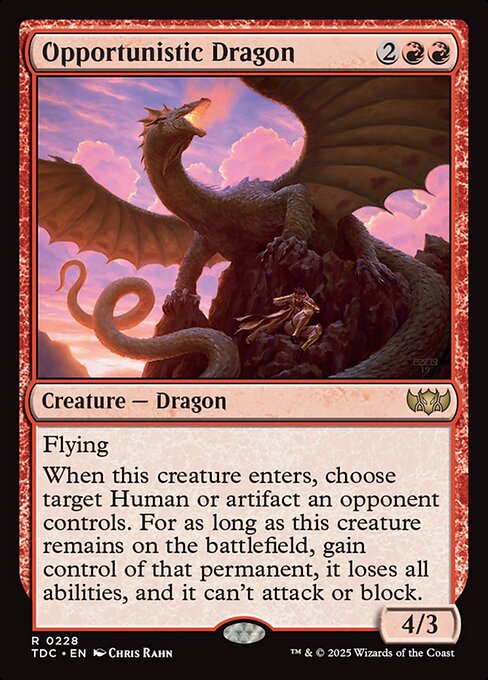 Opportunistic Dragon 2
Creature — Dragon
Flying
When this creature enters, choose
target Human or artifact an opponent
controls. For as long as this creature
remains on the battlefield, gain
control of that permanent, it loses all
abilities, and it can't attack or block.
4/3
R 0228
TDC • EN Chris Rahn
™ & © 2025 Wizards of the Coast